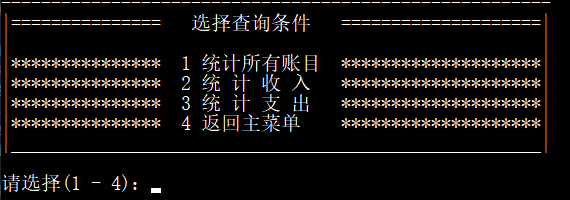 ===============   选择查询条件   ====================
***************  1 统计所有账目  ********************
***************  2 统 计 收 入   ********************
***************  3 统 计 支 出   ********************
***************  4 返回主菜单    ********************
请选择(1 - 4):